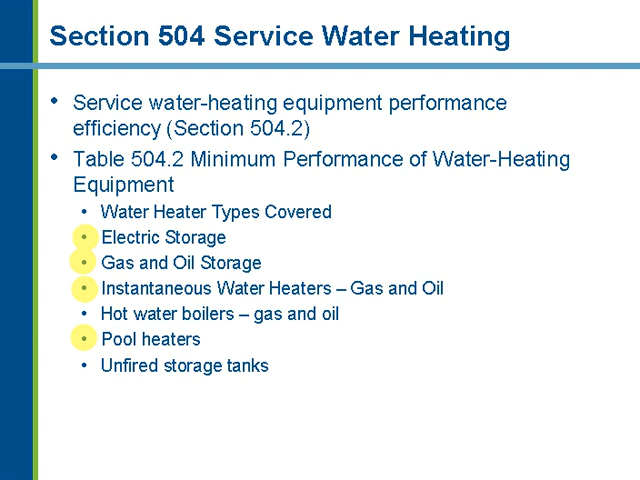 Section 504 Service Water Heating
• Service water-heating equipment performance
efficiency (Section 504.2)
• Table 504.2 Minimum Performance of Water-Heating
Equipment
• Water Heater Types Covered
• Electric Storage
• Gas and Oil Storage
• Instantaneous Water Heaters – Gas and Oil
• Hot water boilers – gas and oil
• Pool heaters
• Unfired storage tanks